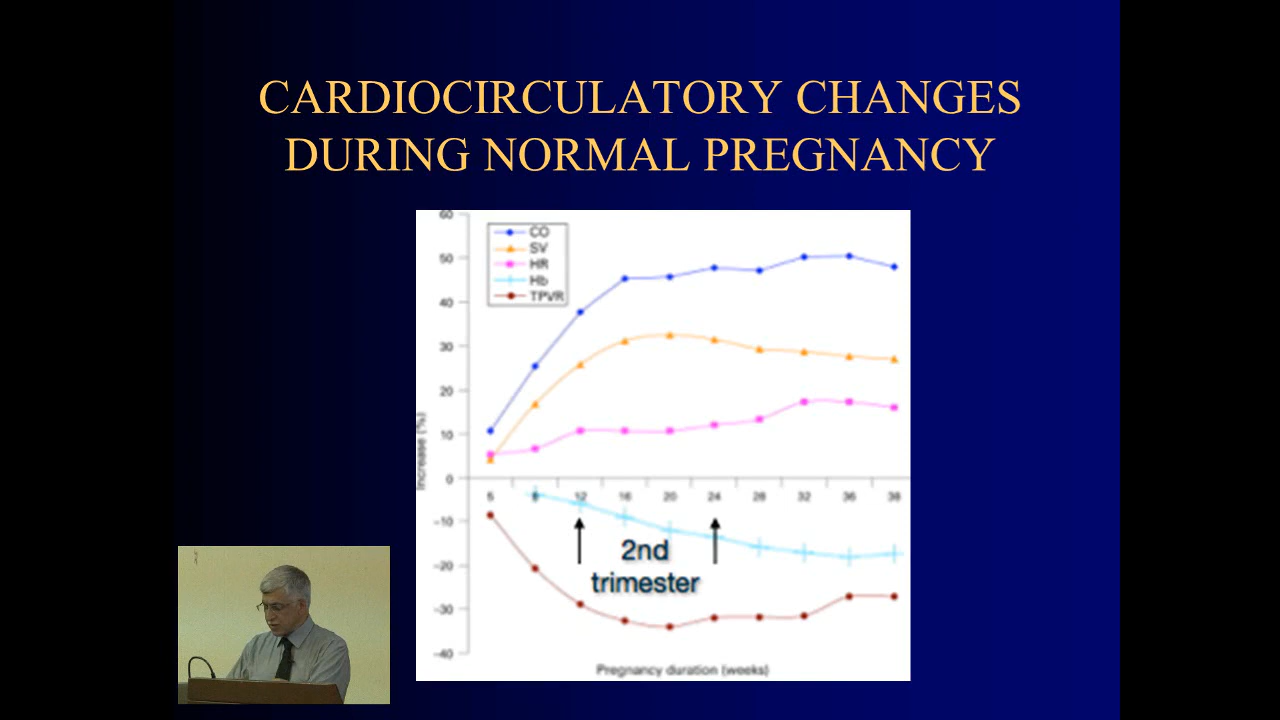 CARDIOCIRCULATORY CHANGES
DURING NORMAL PREGNANCY
60
CO
SV
HR
Hb
TPVR
50
40
30
20
10
0
-10
-20
-30
-40
Increase (%)
5 8 12 16 20 24 28 32 36 38
2nd
trimester
Pregnancy duration (weeks)